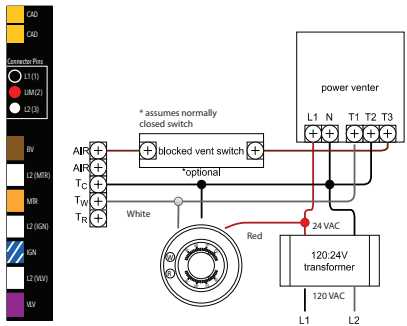 CAD
CAD
Connector Pins
L1 (1)
LIM (2)
L2 (3)
BV
L2 (MTR)
MTR
L2 (IGN)
IGN
L2 (VLV)
VLV
* assumes normally
closed switch
blocked vent switch
*optional
AIR
AIR
TC
TW
TR
White
Red
W
R
power venter
L1 N T1 T2 T3
24 VAC
120:24V
transformer
120 VAC
L1 L2